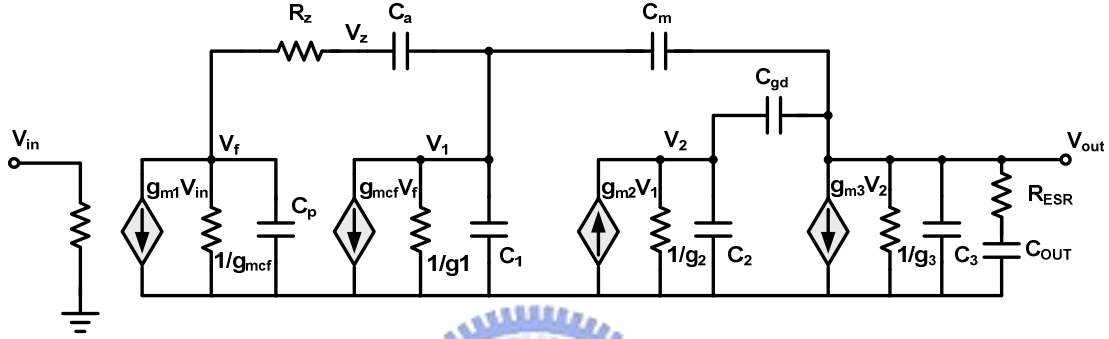 Rz
Vz
Ca
Cm
Cgd
Vin
Vf
V1
V2
Vout
gm1Vin
Cp
gmcfVf
gm2V1
gm3V2
RESR
1/gmcf
1/g1
C1
1/g2
C2
1/g3
C3
COUT